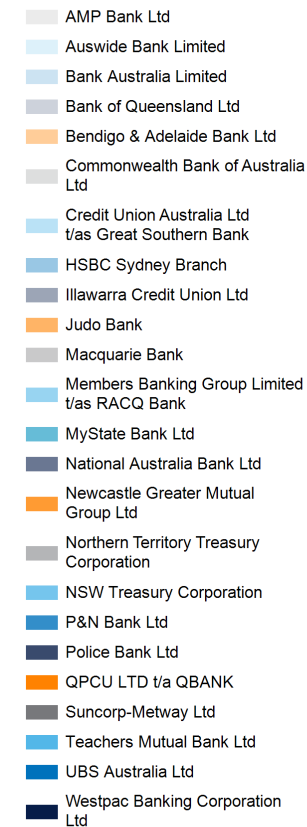 AMP Bank Ltd
Auswide Bank Limited
Bank Australia Limited
Bank of Queensland Ltd
Bendigo & Adelaide Bank Ltd
Commonwealth Bank of Australia
Ltd
Credit Union Australia Ltd
t/as Great Southern Bank
HSBC Sydney Branch
Illawarra Credit Union Ltd
Judo Bank
Macquarie Bank
Members Banking Group Limited
t/as RACQ Bank
MyState Bank Ltd
National Australia Bank Ltd
Newcastle Greater Mutual
Group Ltd
Northern Territory Treasury
Corporation
NSW Treasury Corporation
P&N Bank Ltd
Police Bank Ltd
QPCU LTD t/a QBANK
Suncorp-Metway Ltd
Teachers Mutual Bank Ltd
UBS Australia Ltd
Westpac Banking Corporation
Ltd